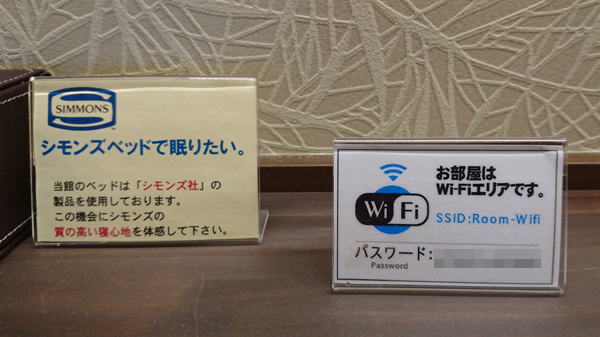 SIMMONS
シモンズベッドで眠りたい。
当館のベッドは「シモンズ社」の
製品を使用しております。
この機会にシモンズの
質の高い寝心地を体感して下さい。
お部屋は
Wi-Fiエリアです。
Wi Fi
SSID:Room-Wifi
パスワード:
Password